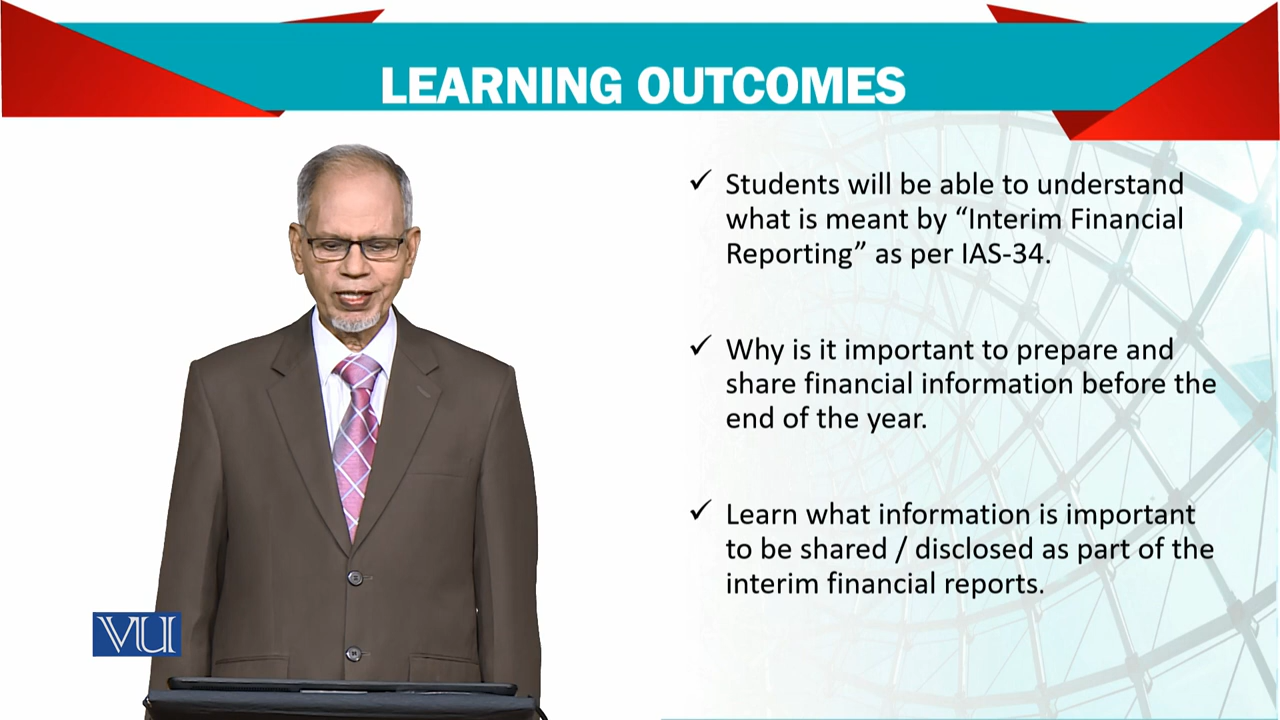 LEARNING OUTCOMES
✓ Students will be able to understand
what is meant by “Interim Financial
Reporting” as per IAS-34.
✓ Why is it important to prepare and
share financial information before the
end of the year.
✓ Learn what information is important
to be shared / disclosed as part of the
interim financial reports.
VU